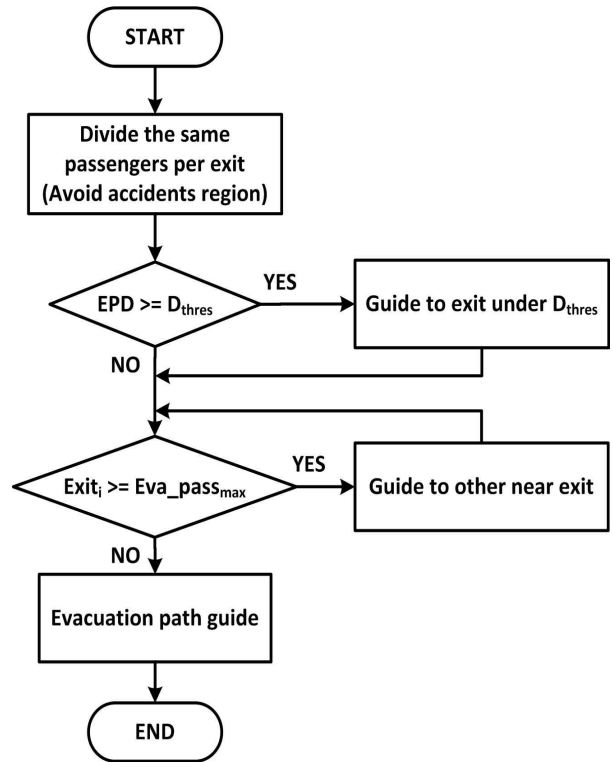 START
Divide the same
passengers per exit
(Avoid accidents region)
EPD >= Dthres
YES
Guide to exit under Dthres
NO
Exiti >= Eva_passmax
YES
Guide to other near exit
NO
Evacuation path guide
END